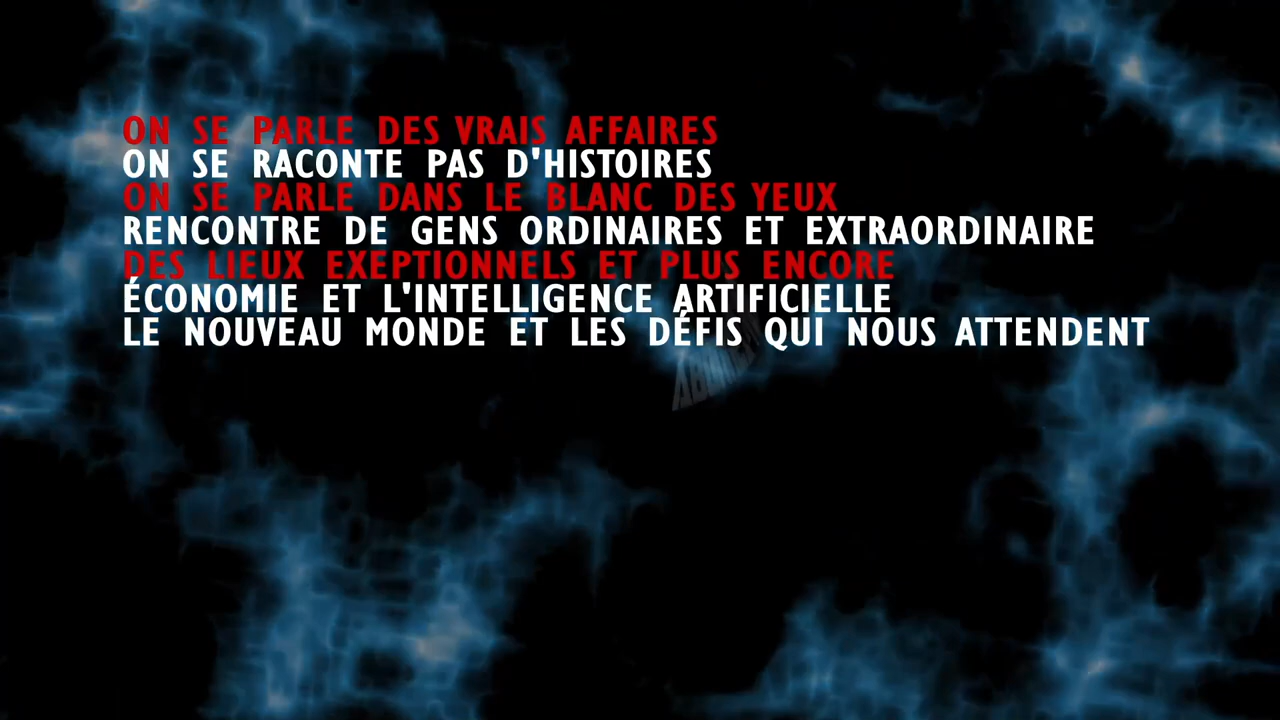 ON SE PARLE DES VRAIS AFFAIRES
ON SE RACONTE PAS D'HISTOIRES
ON SE PARLE DANS LE BLANC DES YEUX
RENCONTRE DE GENS ORDINAIRES ET EXTRAORDINAIRE
DES LIEUX EXEPTIONNELS ET PLUS ENCORE
ÉCONOMIE ET L'INTELLIGENCE ARTIFICIELLE
LE NOUVEAU MONDE ET LES DÉFIS QUI NOUS ATTENDENT